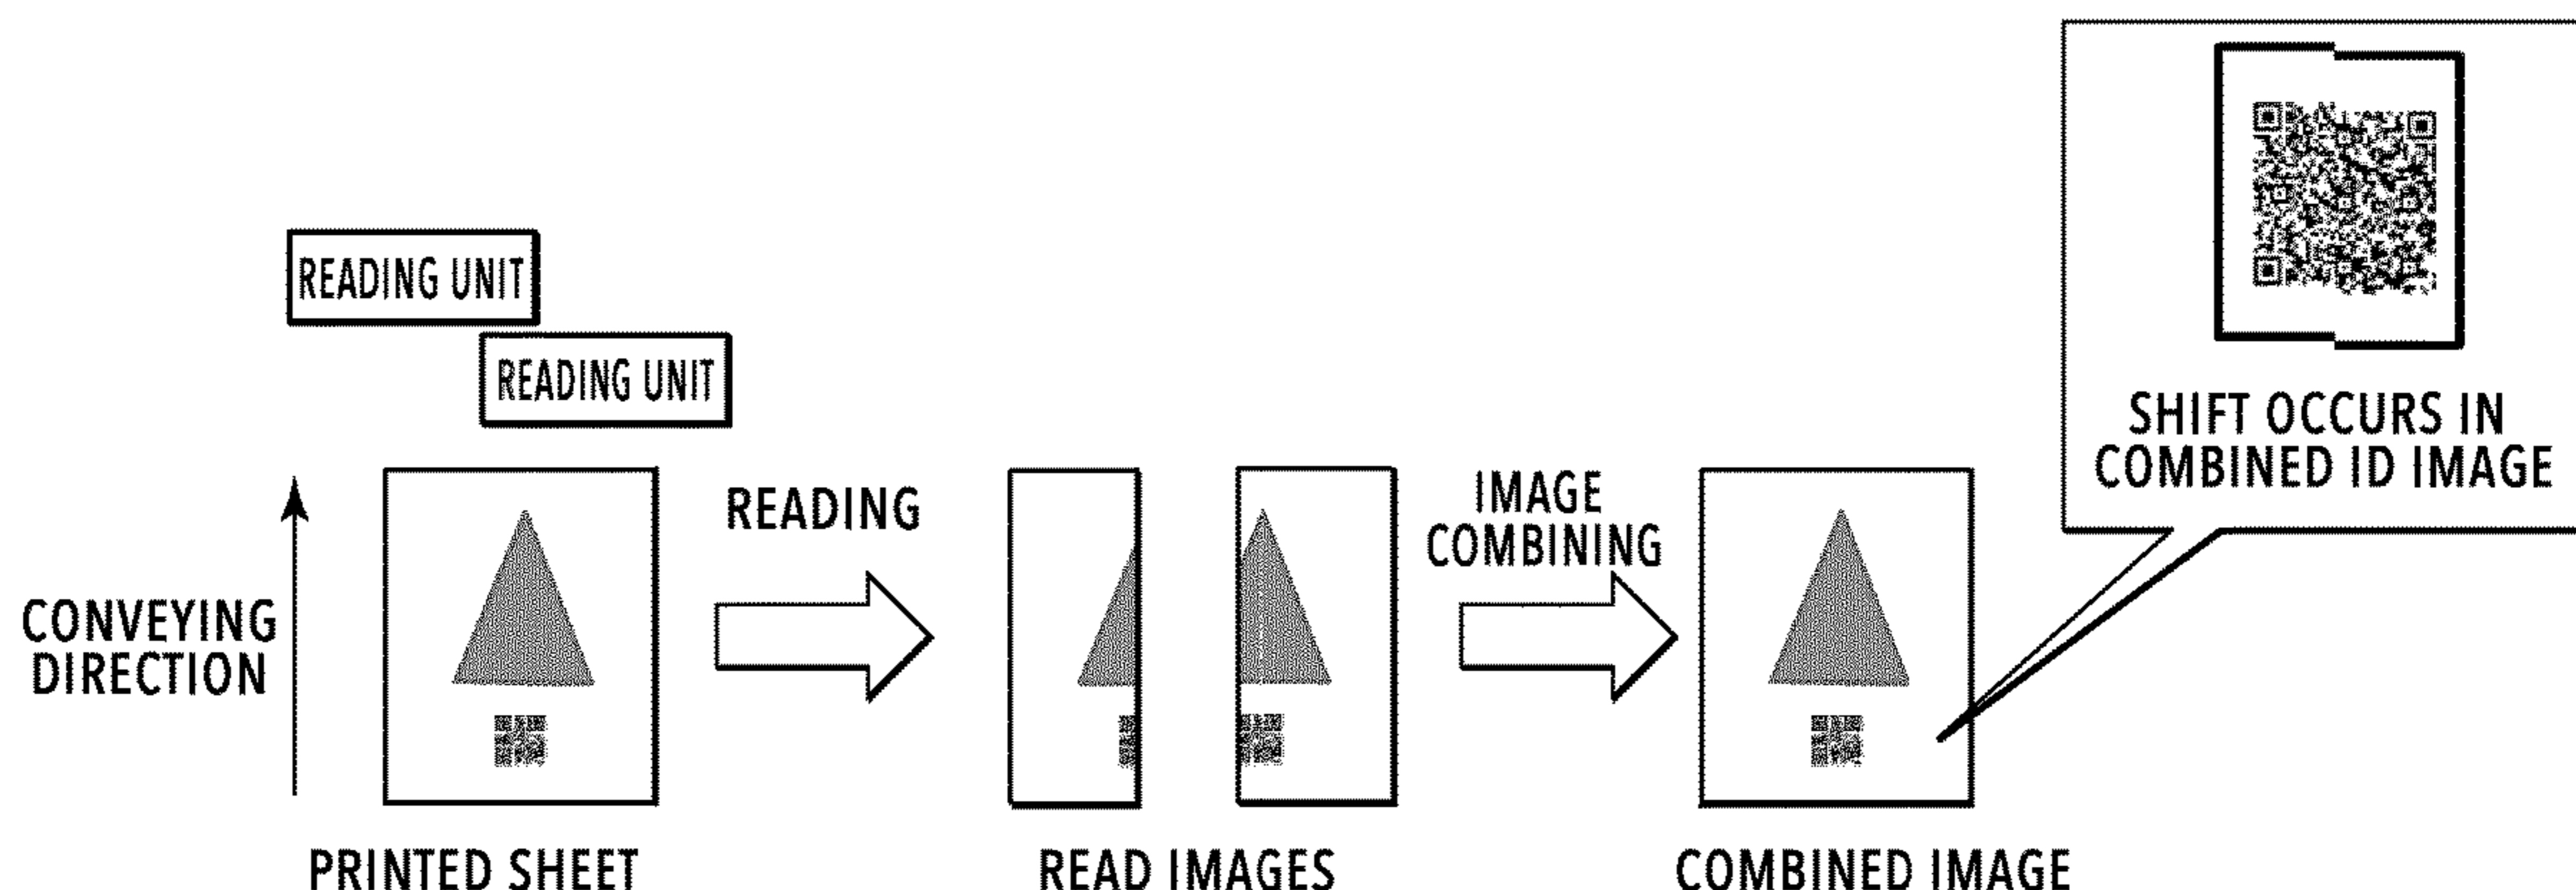 READING UNIT
READING UNIT
CONVEYING
DIRECTION
PRINTED SHEET
READING
READ IMAGES
IMAGE
COMBINING
COMBINED IMAGE
SHIFT OCCURS IN
COMBINED ID IMAGE